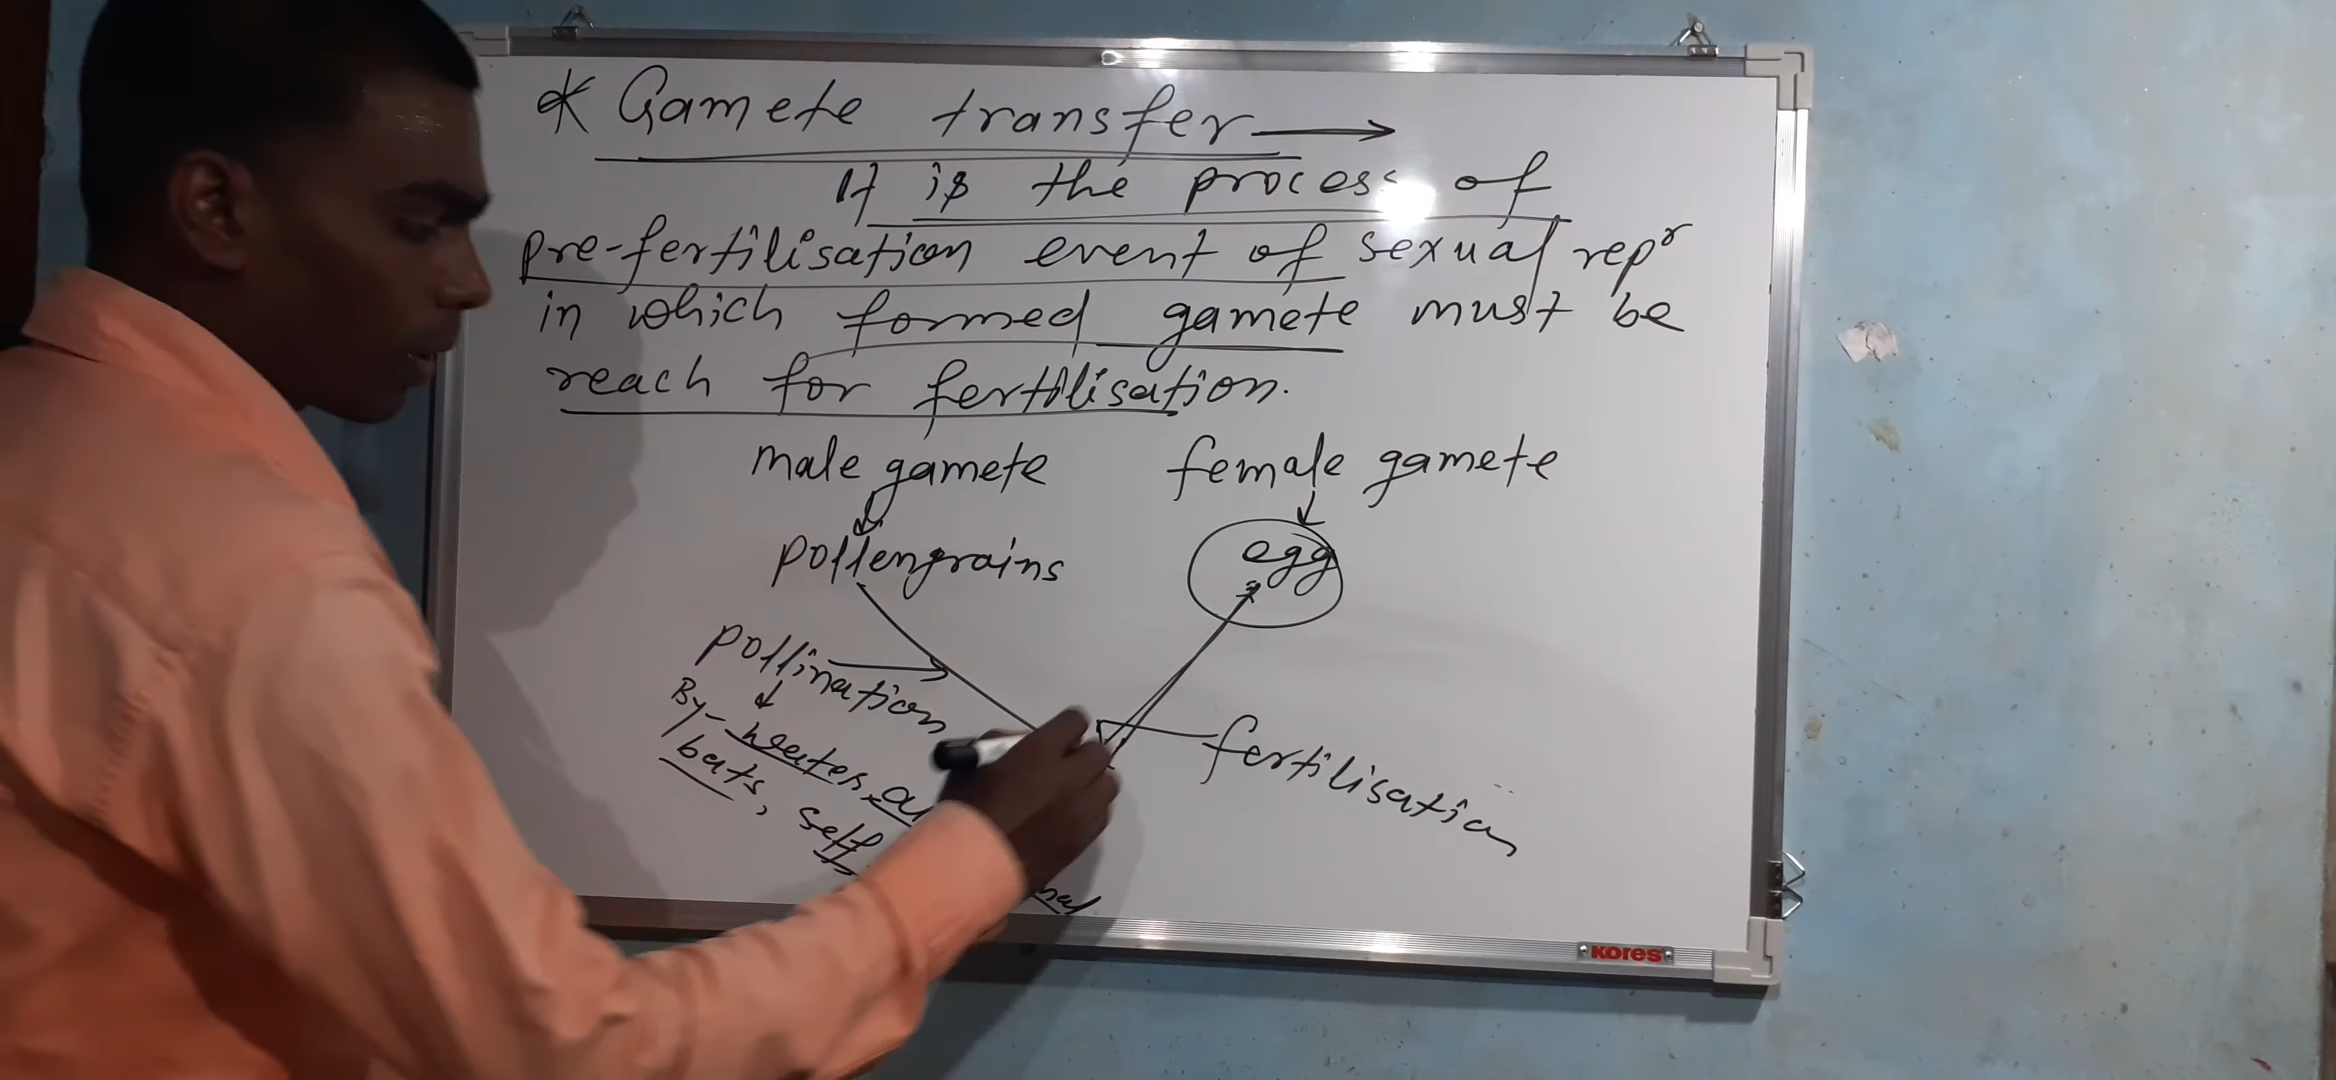 * Gamete transfer →
It is the process of
pre-fertilisation event of sexual repr
in which formed gamete must be
reach for fertilisation.
male gamete female gamete
pollengrains egg
pollination
fertilisation
By- water,
bats, self
kores